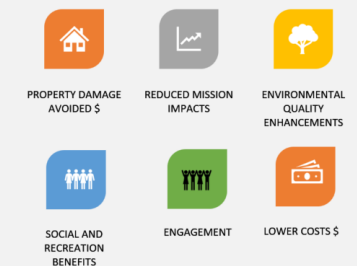 PROPERTY DAMAGE
AVOIDED $
REDUCED MISSION
IMPACTS
ENVIRONMENTAL
QUALITY
ENHANCEMENTS
SOCIAL AND
RECREATION
BENEFITS
ENGAGEMENT
LOWER COSTS $